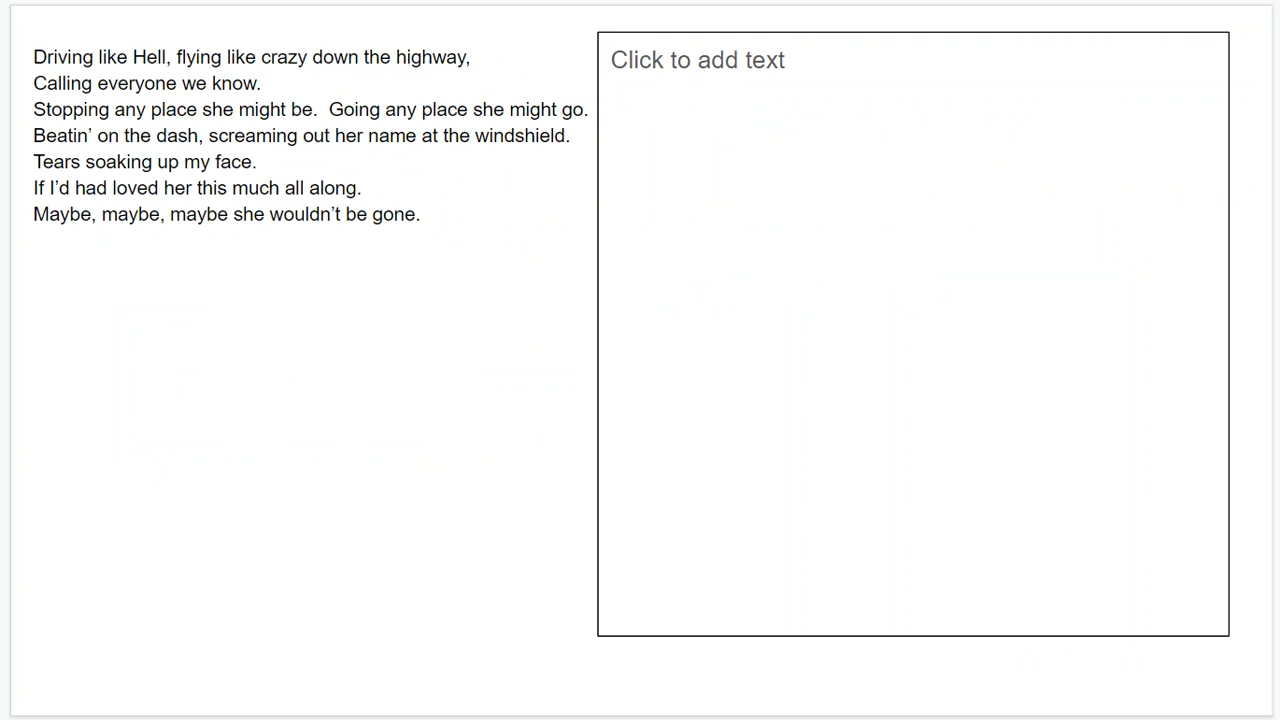 Driving like Hell, flying like crazy down the highway,
Calling everyone we know.
Stopping any place she might be.  Going any place she might go.
Beatin’ on the dash, screaming out her name at the windshield.
Tears soaking up my face.
If I’d had loved her this much all along.
Maybe, maybe, maybe she wouldn’t be gone.
Click to add text